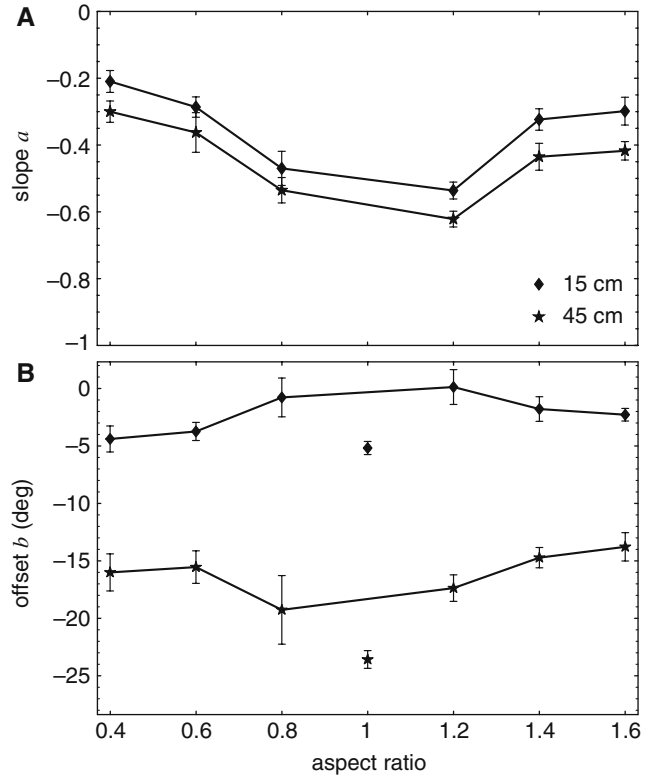 A
0
−0.2
−0.4
−0.6
−0.8
−1
slope a
15 cm
45 cm
B
0
−5
−10
−15
−20
−25
offset b (deg)
0.4 0.6 0.8 1 1.2 1.4 1.6
aspect ratio